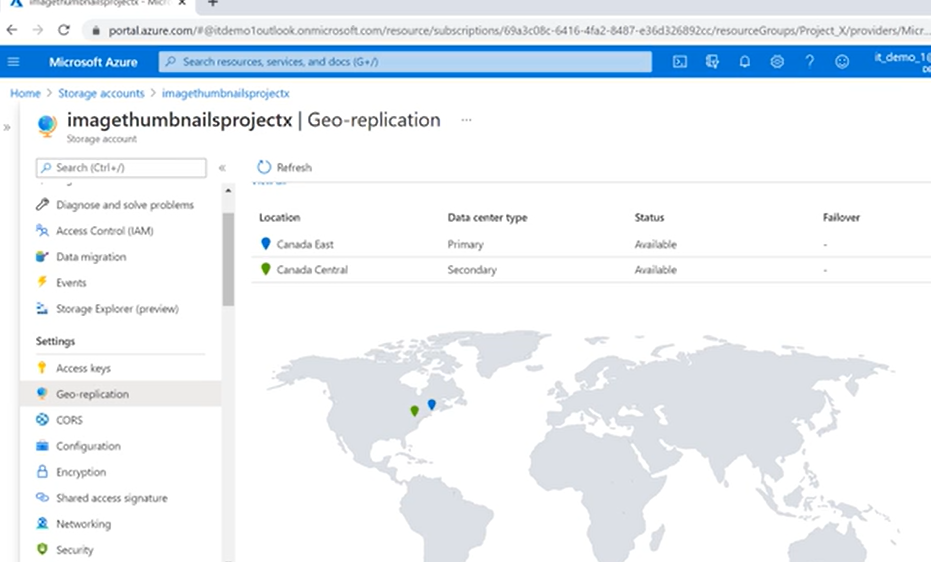 imagethumbnailsprojectx - Micr
portal.azure.com/#@itdemo1outlook.onmicrosoft.com/resource/subscriptions/69a3c08c-6416-4fa2-8487-e36d326892cc/resourceGroups/Project_X/providers/Micr...
Microsoft Azure
Search resources, services, and docs (G+/)
it_demo_1@
Home > Storage accounts > imagethumbnailsprojectx
imagethumbnailsprojectx | Geo-replication ...
Storage account
Search (Ctrl+/)
Refresh
Diagnose and solve problems
Access Control (IAM)
Data migration
Events
Storage Explorer (preview)
Settings
Access keys
Geo-replication
CORS
Configuration
Encryption
Shared access signature
Networking
Security
Location Data center type Status Failover
Canada East Primary Available -
Canada Central Secondary Available -